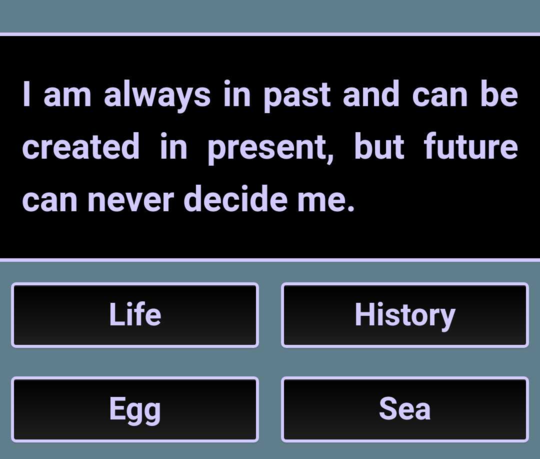 I am always in past and can be
created in present, but future
can never decide me.
Life
History
Egg
Sea